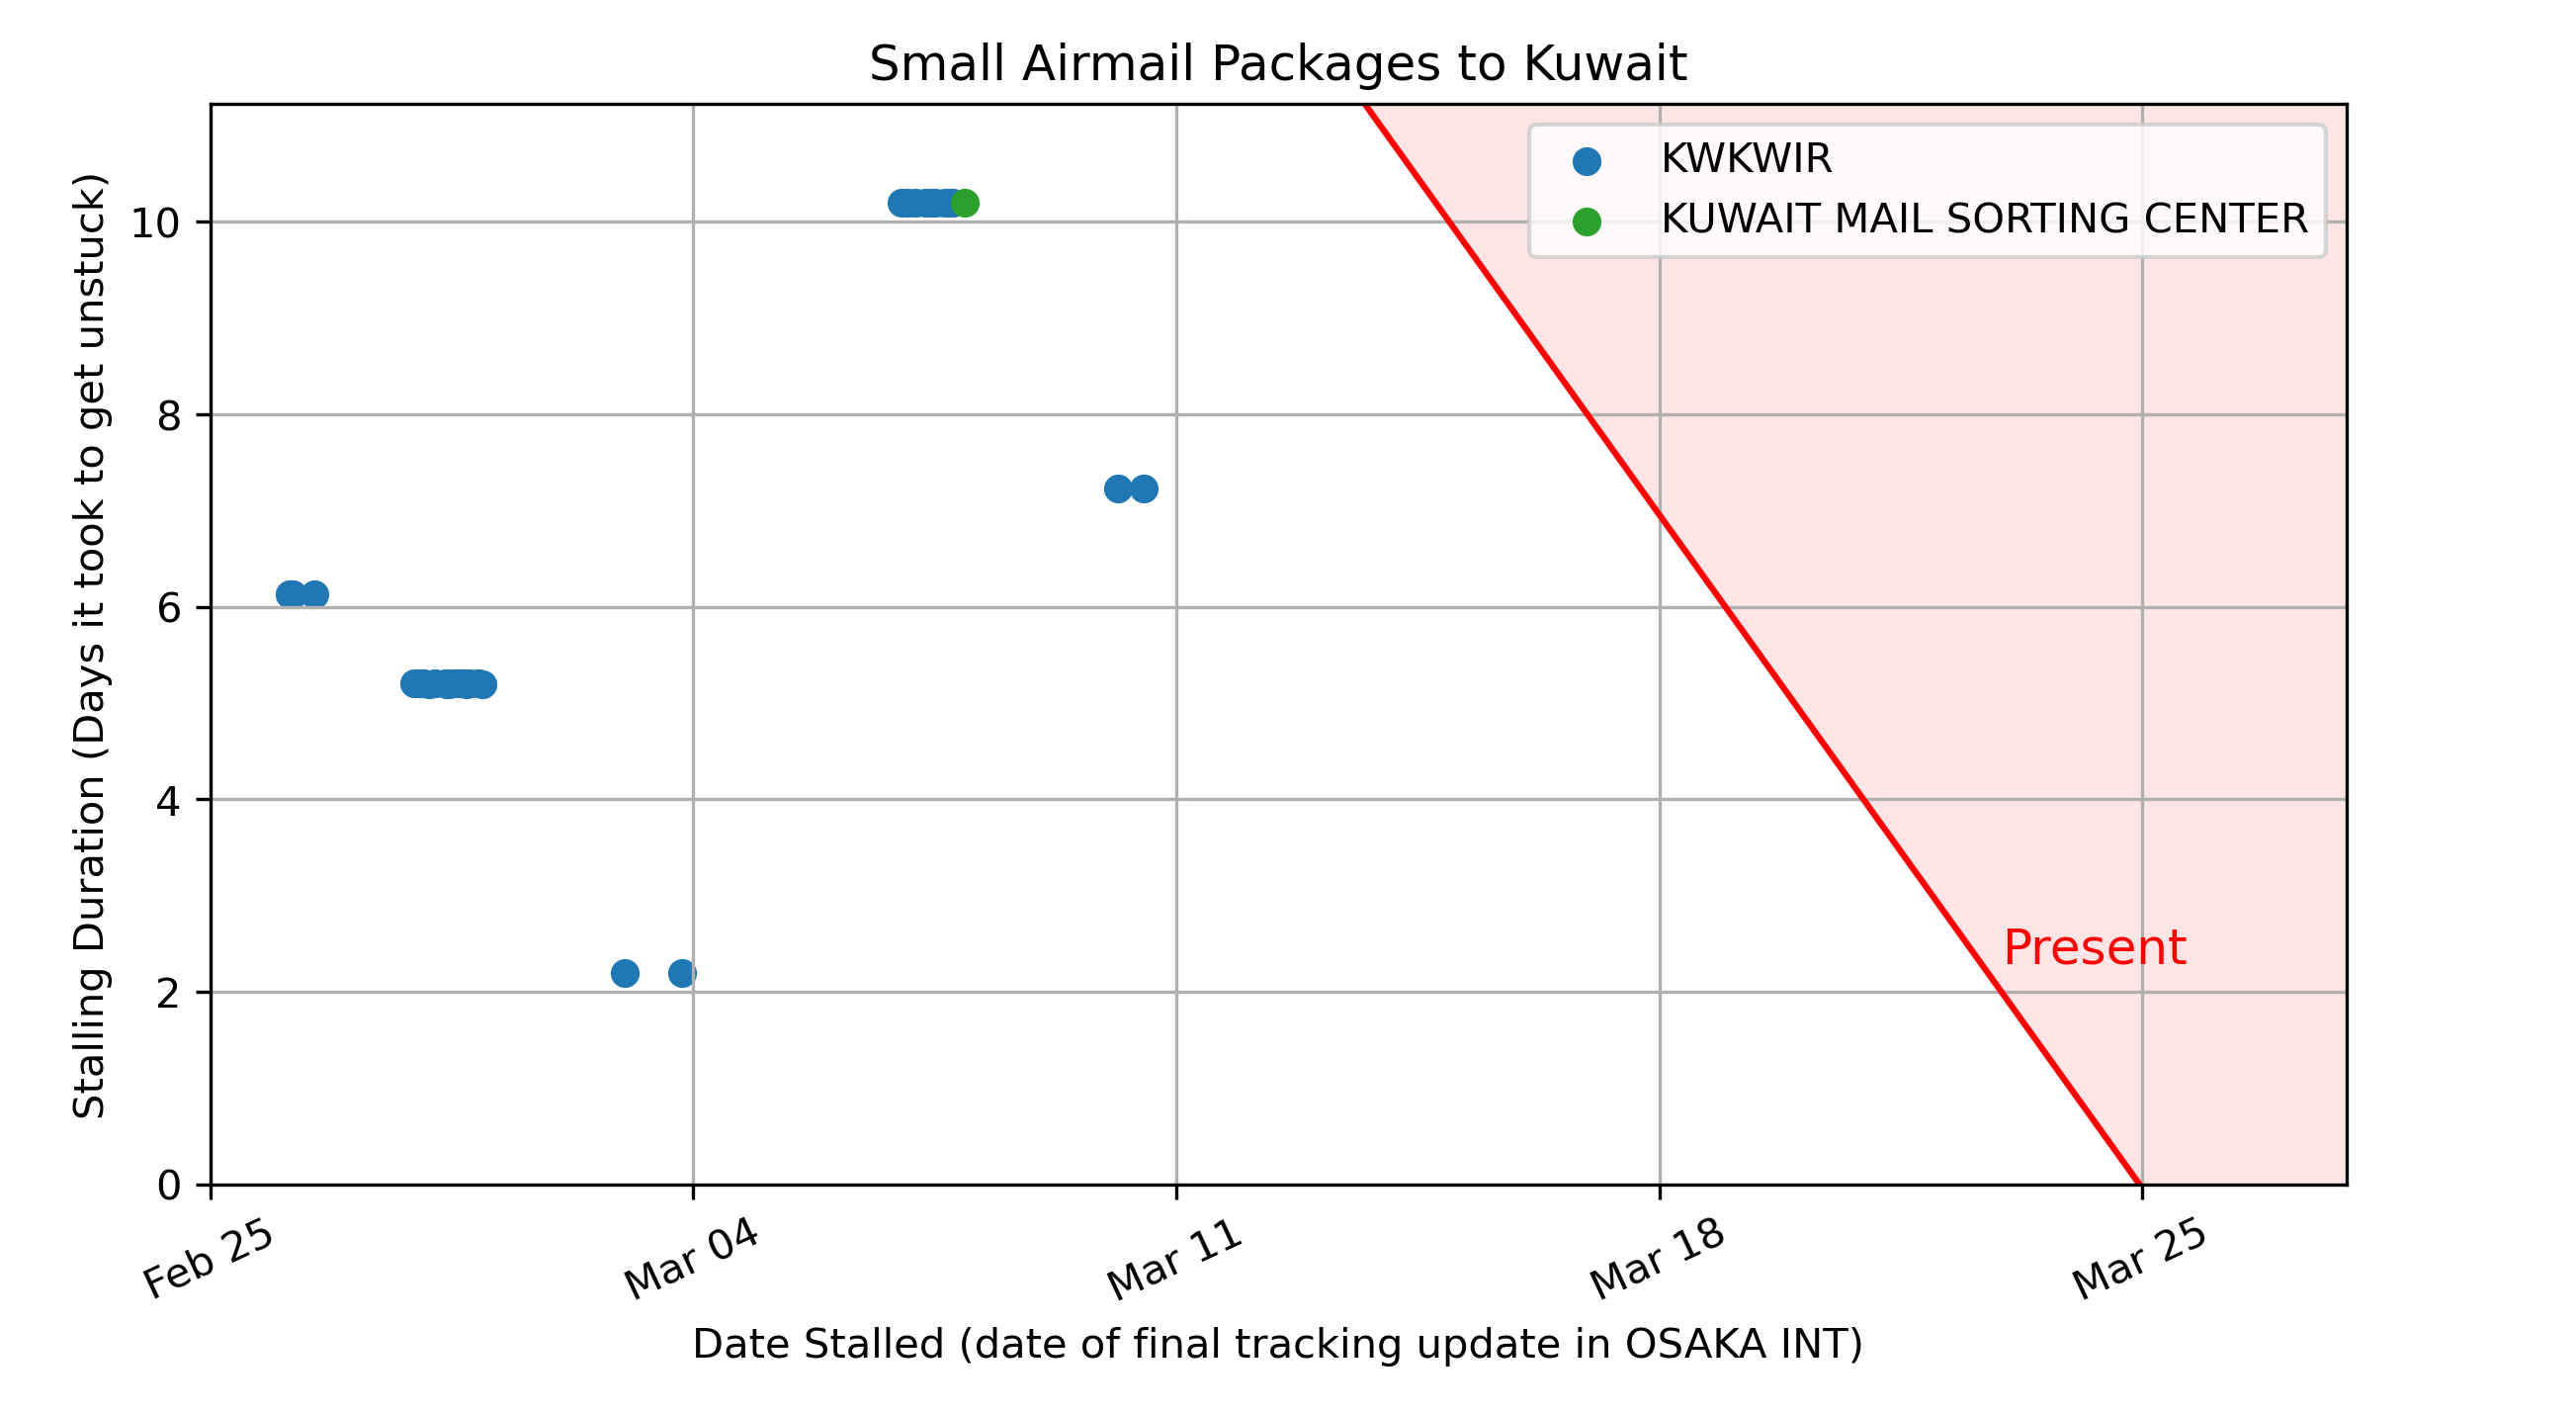 Small Airmail Packages to Kuwait
KWKWIR
KUWAIT MAIL SORTING CENTER
Stalling Duration (Days it took to get unstuck)
10
8
6
4
2
0
Present
Feb 25
Mar 04
Mar 11
Mar 18
Mar 25
Date Stalled (date of final tracking update in OSAKA INT)